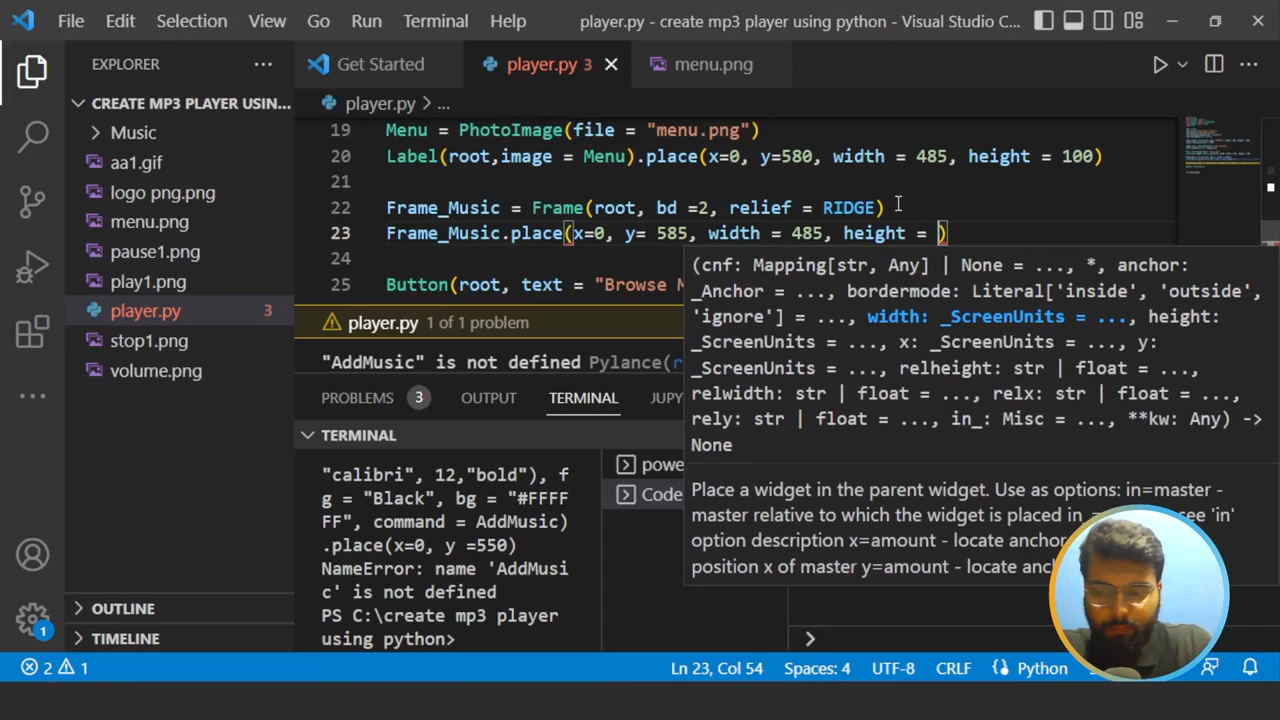 File Edit Selection View Go Run Terminal Help player.py - create mp3 player using python - Visual Studio C...
EXPLORER
Get Started
player.py 3
menu.png
CREATE MP3 PLAYER USIN...
Music
aa1.gif
logo png.png
menu.png
pause1.png
play1.png
player.py 3
stop1.png
volume.png
OUTLINE
TIMELINE
1
player.py > ...
19 Menu = PhotoImage(file = "menu.png")
20 Label(root,image = Menu).place(x=0, y=580, width = 485, height = 100)
21
22 Frame_Music = Frame(root, bd =2, relief = RIDGE)
23 Frame_Music.place(x=0, y= 585, width = 485, height = )
24
25 Button(root, text = "Browse M
player.py 1 of 1 problem
"AddMusic" is not defined Pylance(r
(cnf: Mapping[str, Any] | None = ..., *, anchor:
_Anchor = ..., bordermode: Literal['inside', 'outside',
'ignore'] = ..., width: _ScreenUnits = ..., height:
_ScreenUnits = ..., x: _ScreenUnits = ..., y:
_ScreenUnits = ..., relheight: str | float = ...,
relwidth: str | float = ..., relx: str | float = ...,
rely: str | float = ..., in_: Misc = ..., **kw: Any) ->
None
Place a widget in the parent widget. Use as options: in=master -
master relative to which the widget is placed in_= see 'in'
option description x=amount - locate anch
position x of master y=amount - locate anc
PROBLEMS 3 OUTPUT TERMINAL JUPY
TERMINAL
"calibri", 12,"bold"), f
g = "Black", bg = "#FFFF
FF", command = AddMusic)
.place(x=0, y =550)
NameError: name 'AddMusi
c' is not defined
PS C:\create mp3 player
using python>
powe
Code
2 1 Ln 23, Col 54 Spaces: 4 UTF-8 CRLF Python